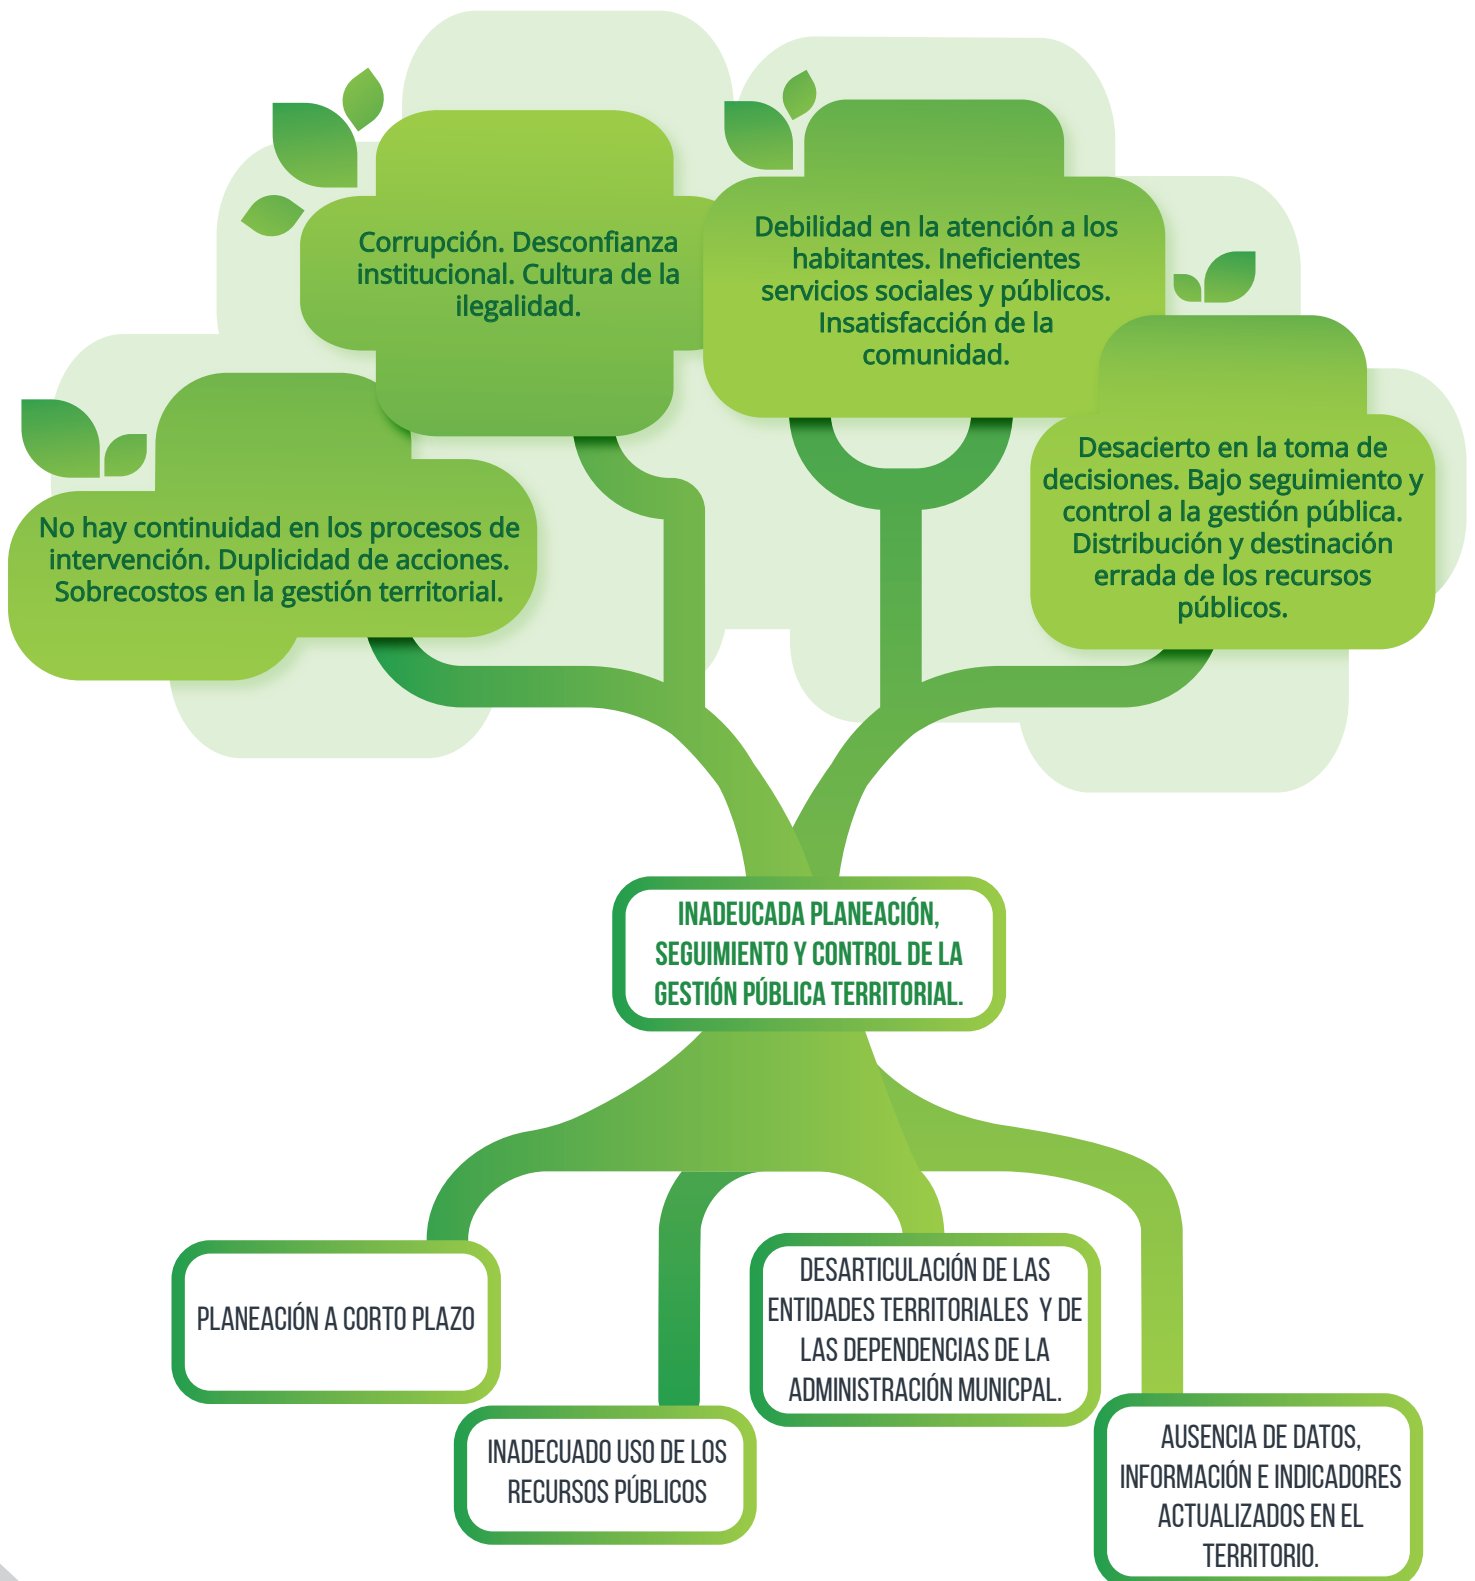 Corrupción. Desconfianza
institucional. Cultura de la
ilegalidad.
Debilidad en la atención a los
habitantes. Ineficientes
servicios sociales y públicos.
Insatisfacción de la
comunidad.
No hay continuidad en los procesos de
intervención. Duplicidad de acciones.
Sobrecostos en la gestión territorial.
Desacierto en la toma de
decisiones. Bajo seguimiento y
control a la gestión pública.
Distribución y destinación
errada de los recursos
públicos.
INADEUCADA PLANEACIÓN,
SEGUIMIENTO Y CONTROL DE LA
GESTIÓN PÚBLICA TERRITORIAL.
PLANEACIÓN A CORTO PLAZO
INADECUADO USO DE LOS
RECURSOS PÚBLICOS
DESARTICULACIÓN DE LAS
ENTIDADES TERRITORIALES Y DE
LAS DEPENDENCIAS DE LA
ADMINISTRACIÓN MUNICPAL.
AUSENCIA DE DATOS,
INFORMACIÓN E INDICADORES
ACTUALIZADOS EN EL
TERRITORIO.